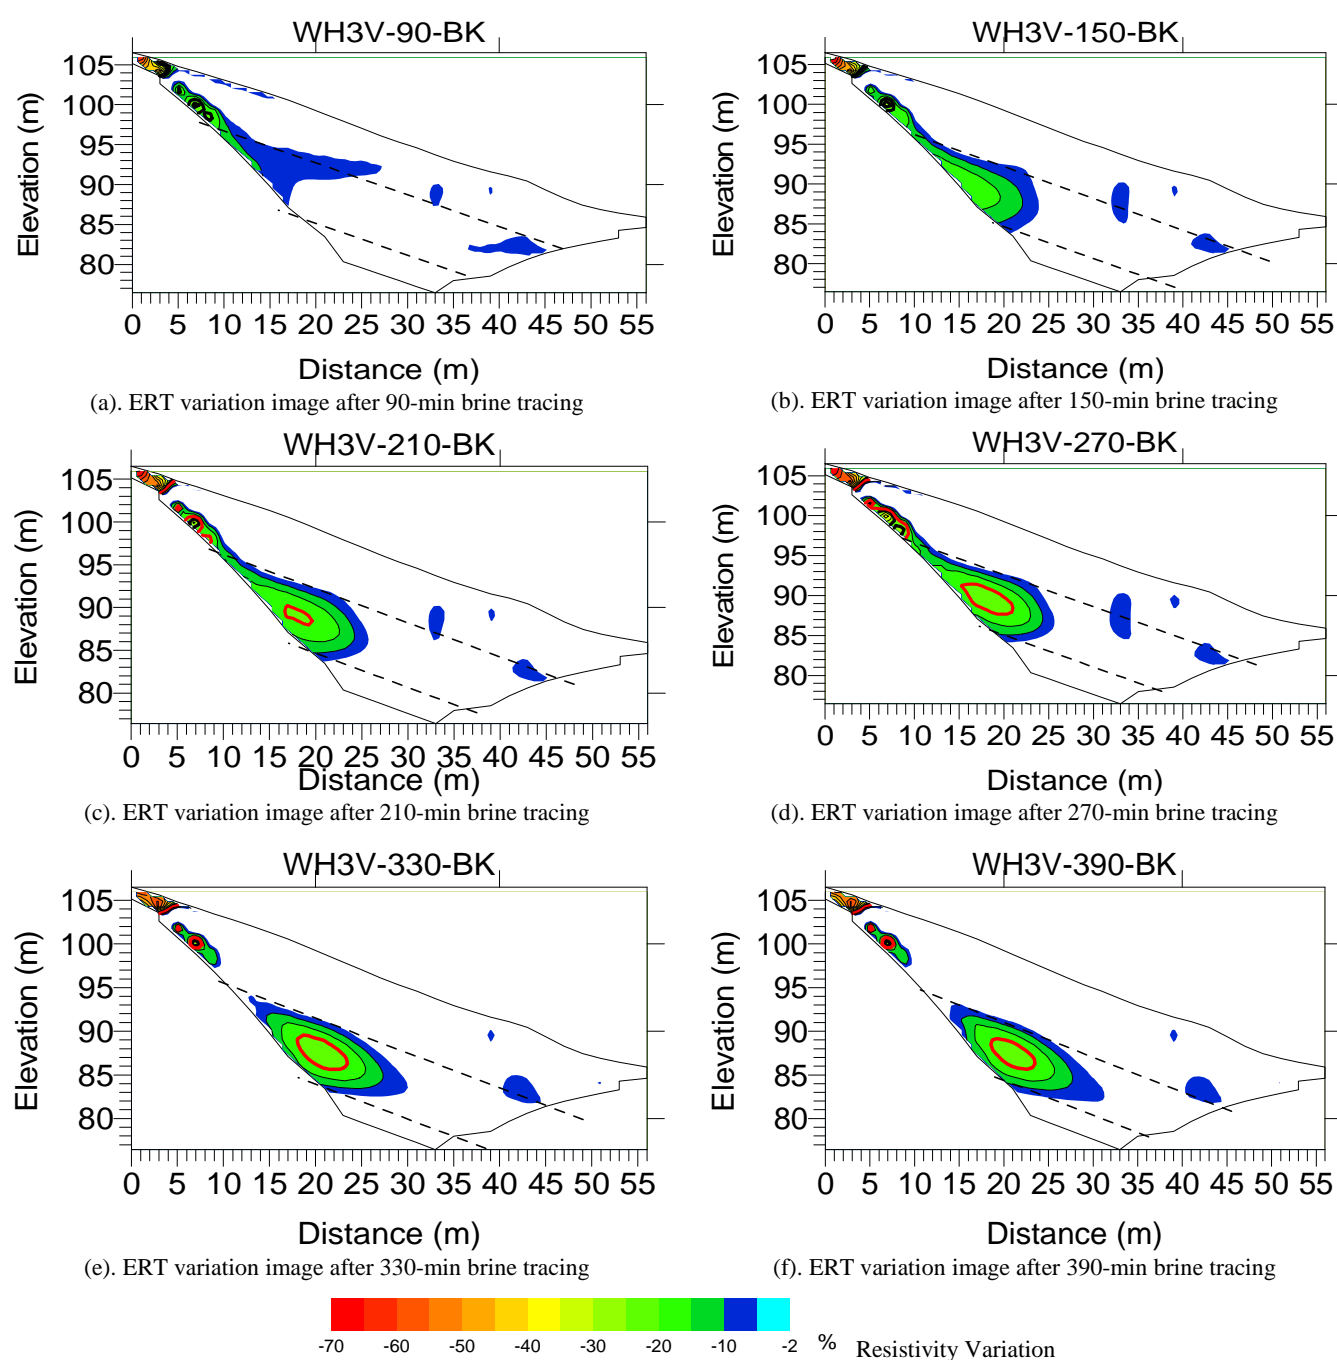 WH3V-90-BK
Elevation (m)
105
100
95
90
85
80
0 5 10 15 20 25 30 35 40 45 50 55
Distance (m)
(a). ERT variation image after 90-min brine tracing
WH3V-150-BK
Elevation (m)
105
100
95
90
85
80
0 5 10 15 20 25 30 35 40 45 50 55
Distance (m)
(b). ERT variation image after 150-min brine tracing
WH3V-210-BK
Elevation (m)
105
100
95
90
85
80
0 5 10 15 20 25 30 35 40 45 50 55
Distance (m)
(c). ERT variation image after 210-min brine tracing
WH3V-270-BK
Elevation (m)
105
100
95
90
85
80
0 5 10 15 20 25 30 35 40 45 50 55
Distance (m)
(d). ERT variation image after 270-min brine tracing
WH3V-330-BK
Elevation (m)
105
100
95
90
85
80
0 5 10 15 20 25 30 35 40 45 50 55
Distance (m)
(e). ERT variation image after 330-min brine tracing
WH3V-390-BK
Elevation (m)
105
100
95
90
85
80
0 5 10 15 20 25 30 35 40 45 50 55
Distance (m)
(f). ERT variation image after 390-min brine tracing
-70 -60 -50 -40 -30 -20 -10 -2 % Resistivity Variation